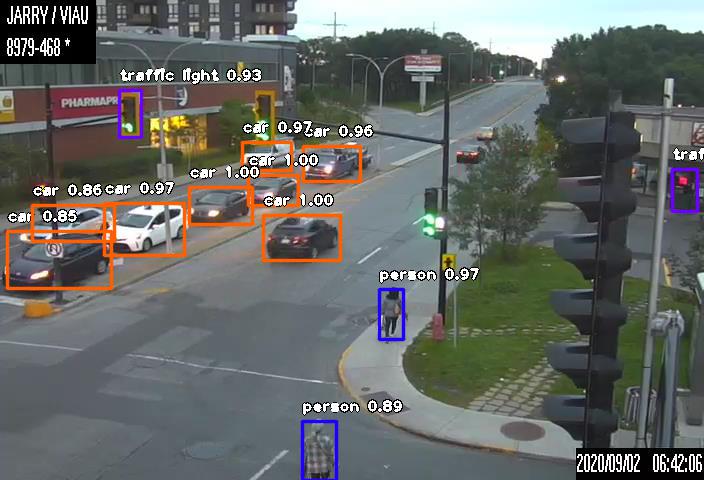 JARRY / VIAU
8979-468 *
traffic light 0.93
PHARMAPR
car 0.97
car 0.96
car 1.00
car 1.00
car 0.86
car 0.97
car 1.00
car 0.85
person 0.97
person 0.89
2020/09/02 06:42:06